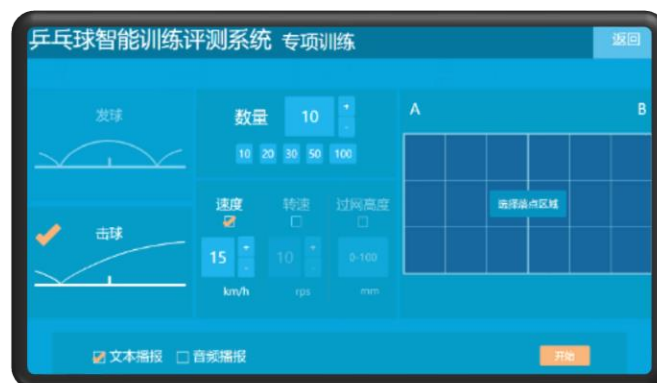 乒乓球智能训练评测系统 专项训练
返回
发球
击球
数量 10 + -
10 20 30 50 100
速度 转速 过网高度
15 + - 10 + - 0-100
km/h rps mm
A B
选择落点区域
文本播报 音频播报
开始